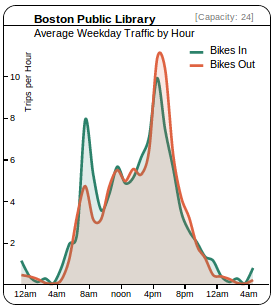 Boston Public Library
[Capacity: 24]
Average Weekday Traffic by Hour
Bikes In
Bikes Out
Trips per Hour
10
8
6
4
2
12am 4am 8am noon 4pm 8pm 12am 4am